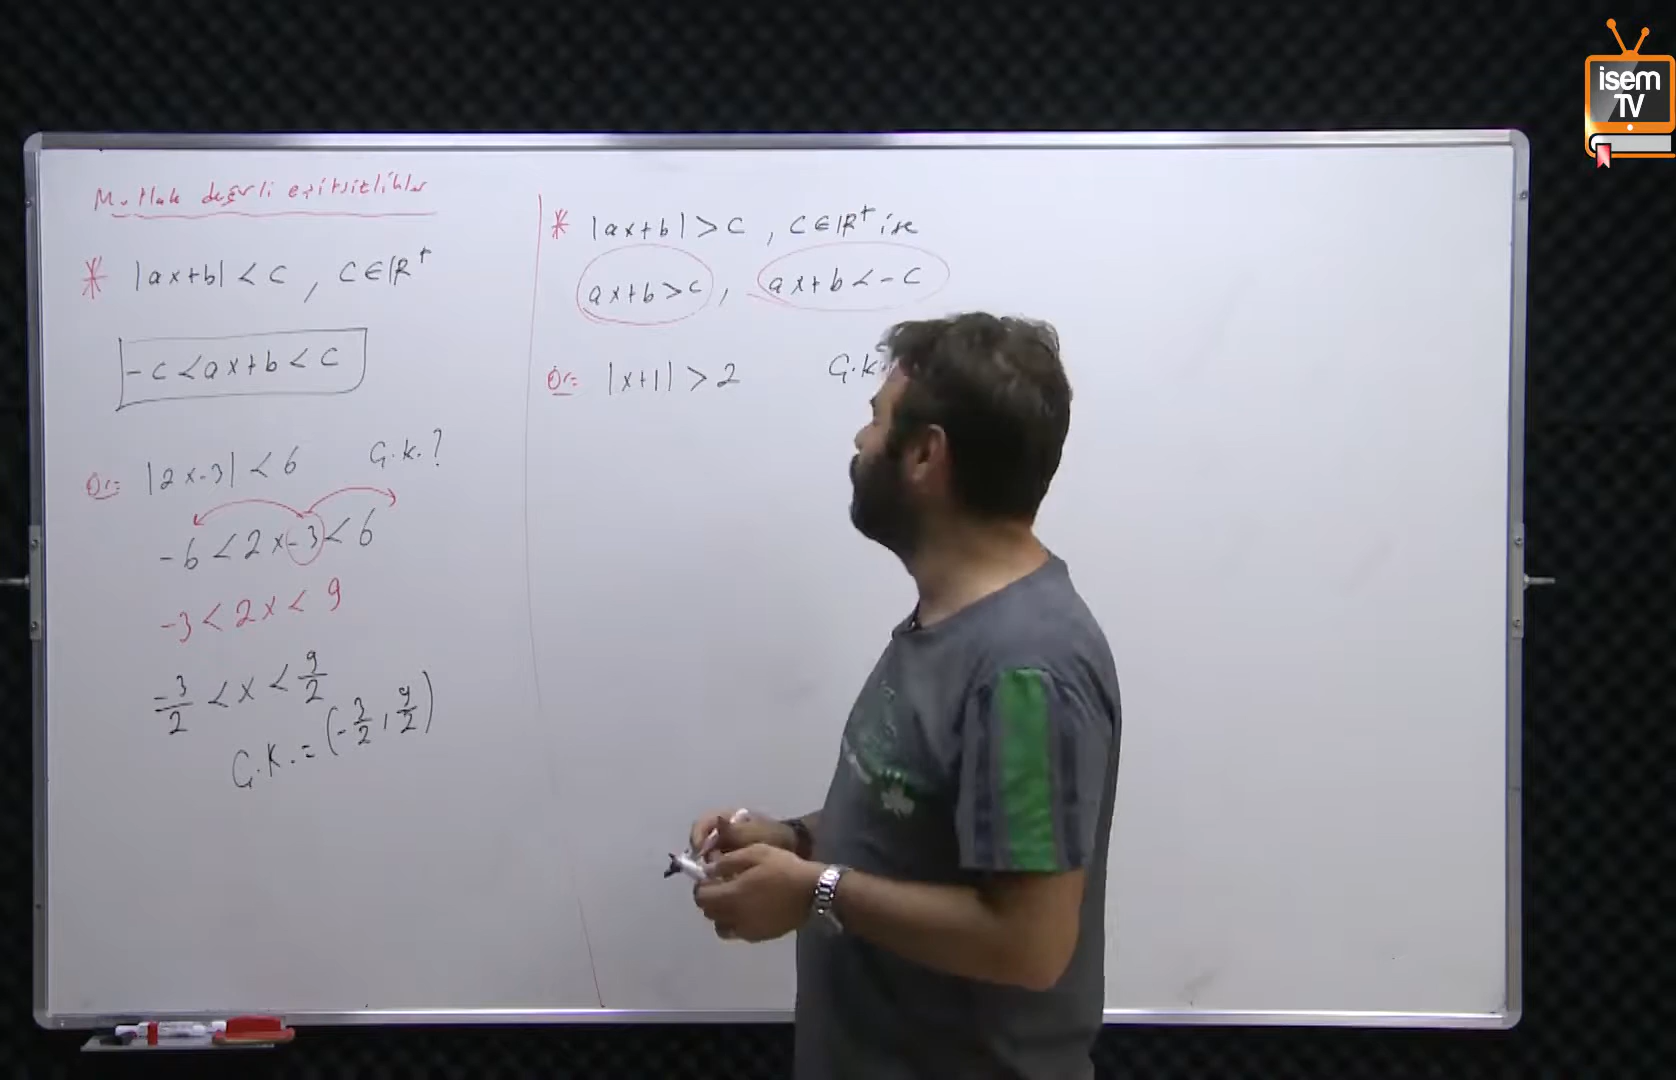 Mutlak değerli eşitsizlikler
* |ax+b| < c , c∈ℝ⁺
-c < ax+b < c
Ör: |2x-3| < 6 Ç.K.?
-6 < 2x-3 < 6
-3 < 2x < 9
-3/2 < x < 9/2
Ç.K. = (-3/2, 9/2)
* |ax+b| > c , c∈ℝ⁺ ise
ax+b > c , ax+b < -c
Ör: |x+1| > 2 Ç.K.
isem
TV